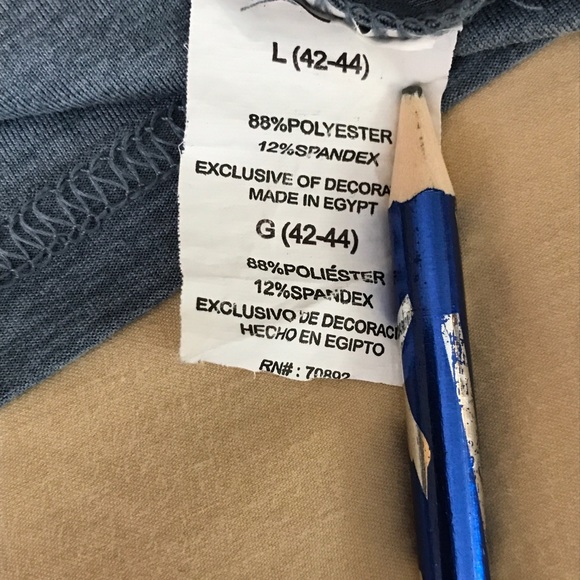 L (42-44)
88%POLYESTER
12%SPANDEX
EXCLUSIVE OF DECORA
MADE IN EGYPT
G (42-44)
88%POLIÉSTER
12%SPANDEX
EXCLUSIVO DE DECORACI
HECHO EN EGIPTO
RN# : 70892